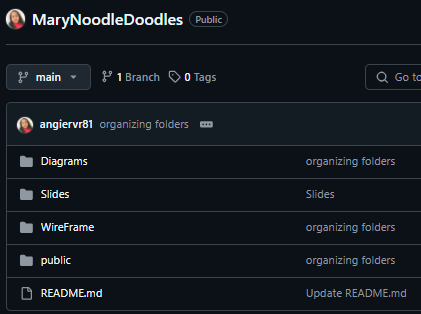 MaryNoodleDoodles Public
main 1 Branch 0 Tags Go to
angiervr81 organizing folders
Diagrams organizing folders
Slides Slides
WireFrame organizing folders
public organizing folders
README.md Update README.md